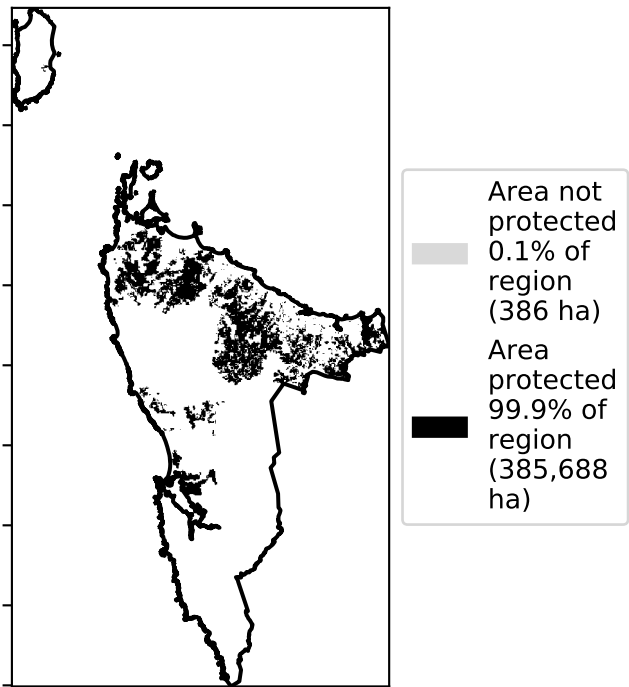 Area not
protected
0.1% of
region
(386 ha)
Area
protected
99.9% of
region
(385,688
ha)